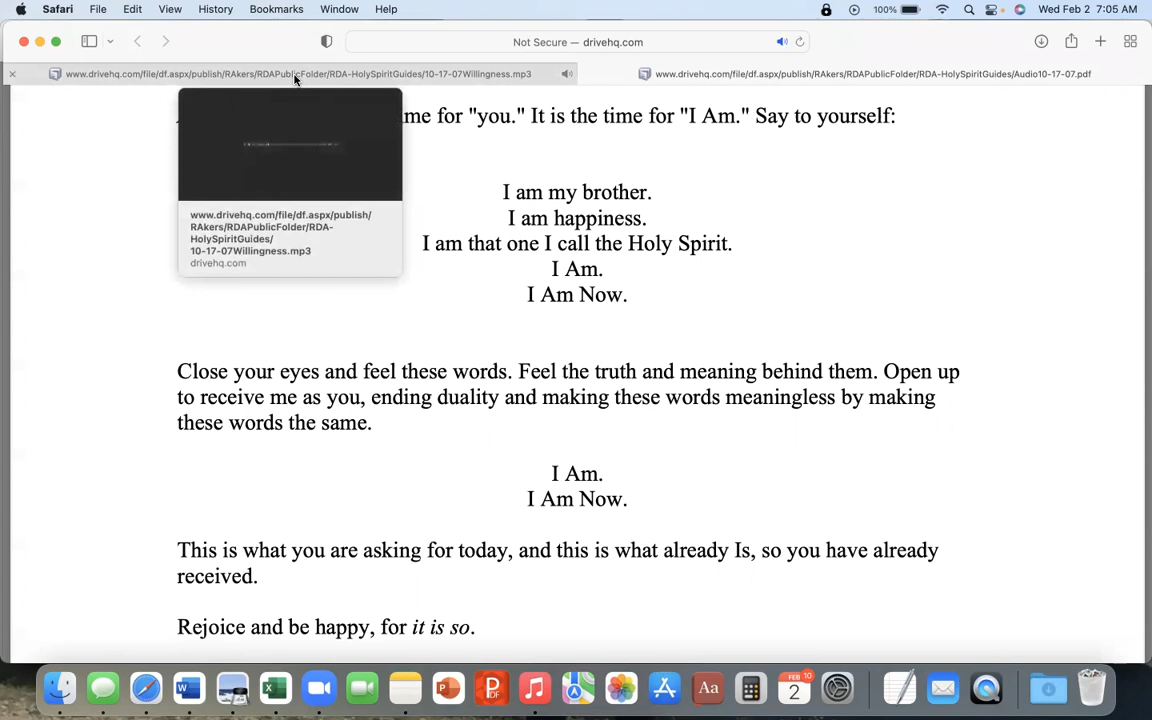 Safari File Edit View History Bookmarks Window Help 100% Wed Feb 2 7:05 AM
Not Secure — drivehq.com
www.drivehq.com/file/df.aspx/publish/RAkers/RDAPublicFolder/RDA-HolySpiritGuides/10-17-07Willingness.mp3
www.drivehq.com/file/df.aspx/publish/RAkers/RDAPublicFolder/RDA-HolySpiritGuides/Audio10-17-07.pdf
me for "you." It is the time for "I Am." Say to yourself:
www.drivehq.com/file/df.aspx/publish/
RAkers/RDAPublicFolder/RDA-
HolySpiritGuides/
10-17-07Willingness.mp3
drivehq.com
I am my brother.
I am happiness.
I am that one I call the Holy Spirit.
I Am.
I Am Now.
Close your eyes and feel these words. Feel the truth and meaning behind them. Open up
to receive me as you, ending duality and making these words meaningless by making
these words the same.
I Am.
I Am Now.
This is what you are asking for today, and this is what already Is, so you have already
received.
Rejoice and be happy, for it is so.
W
X
P
PDF
Aa
FEB 10
2